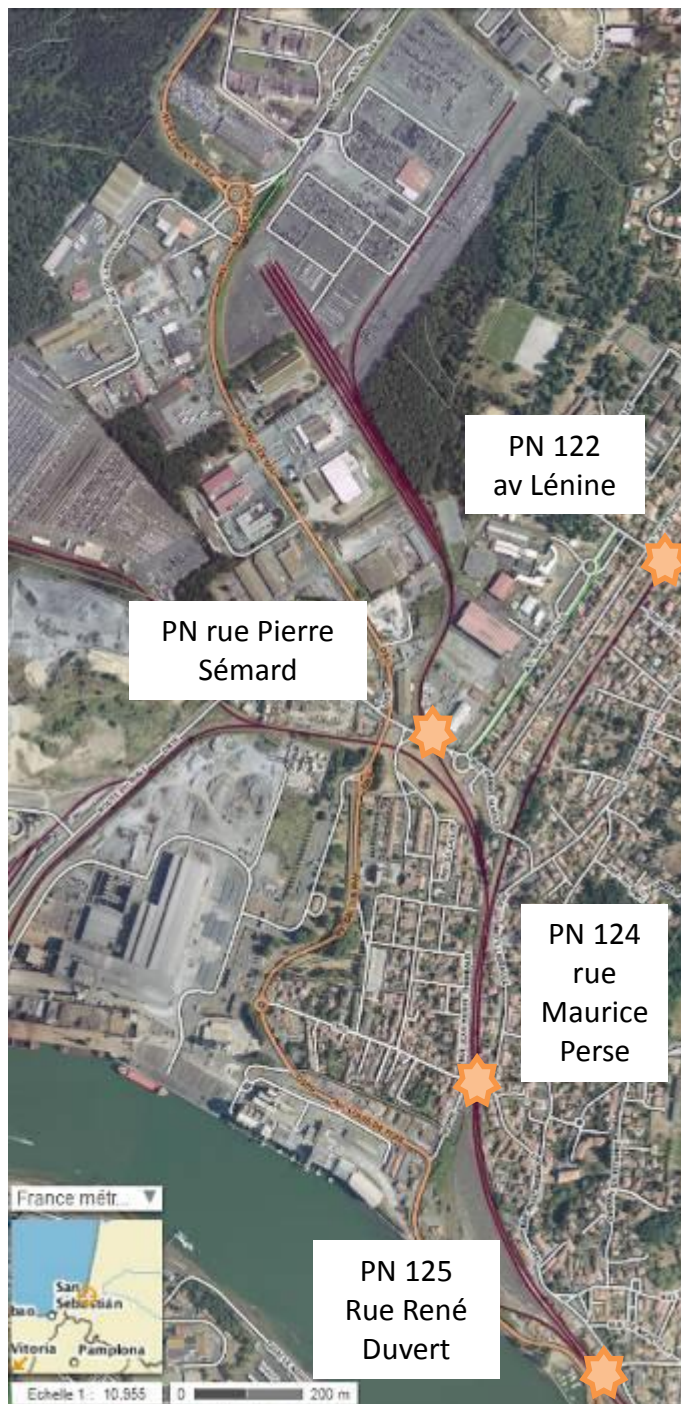 PN 122
av Lénine
PN rue Pierre
Sémard
PN 124
rue
Maurice
Perse
PN 125
Rue René
Duvert
France métr...
San
Sebastián
bao
Vitoria
Pamplona
Echelle 1 : 10.955
0
200 m